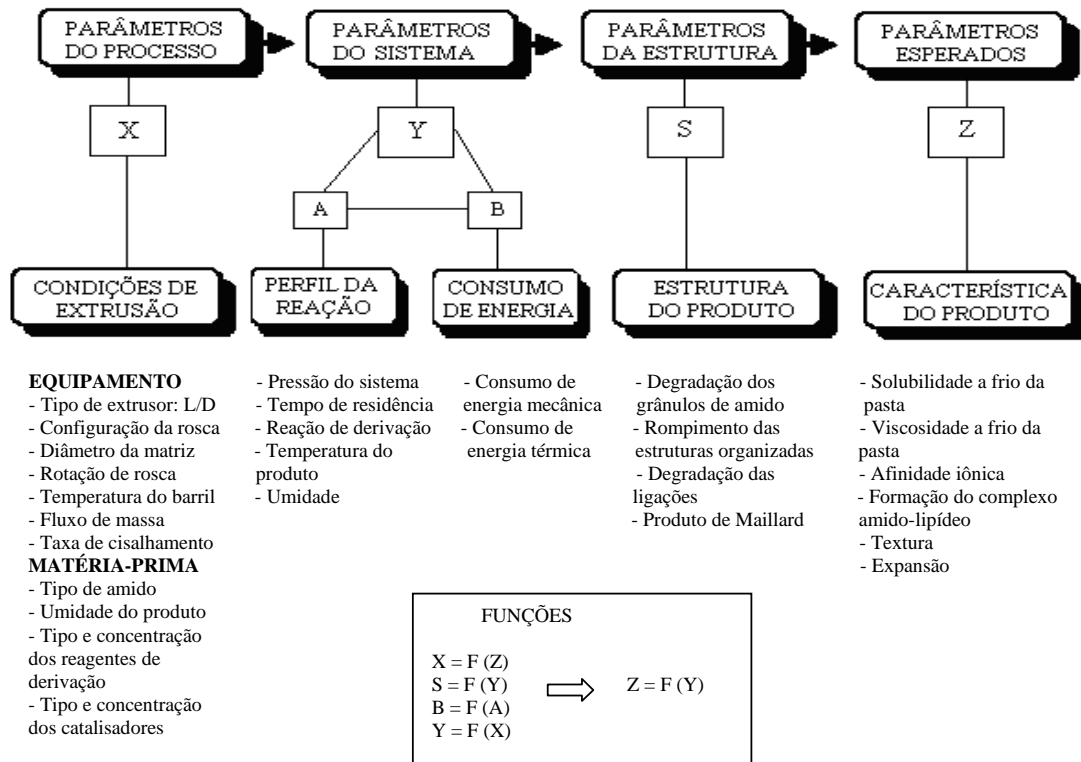 PARÂMETROS
DO PROCESSO
PARÂMETROS
DO SISTEMA
PARÂMETROS
DA ESTRUTURA
PARÂMETROS
ESPERADOS
X
Y
S
Z
A
B
CONDIÇÕES DE
EXTRUSÃO
PERFIL DA
REAÇÃO
CONSUMO
DE ENERGIA
ESTRUTURA
DO PRODUTO
CARACTERÍSTICA
DO PRODUTO
EQUIPAMENTO
- Tipo de extrusor: L/D
- Configuração da rosca
- Diâmetro da matriz
- Rotação de rosca
- Temperatura do barril
- Fluxo de massa
- Taxa de cisalhamento
MATÉRIA-PRIMA
- Tipo de amido
- Umidade do produto
- Tipo e concentração
dos reagentes de
derivação
- Tipo e concentração
dos catalisadores
- Pressão do sistema
- Tempo de residência
- Reação de derivação
- Temperatura do
produto
- Umidade
- Consumo de
energia mecânica
- Consumo de
energia térmica
- Degradação dos
grânulos de amido
- Rompimento das
estruturas organizadas
- Degradação das
ligações
- Produto de Maillard
- Solubilidade a frio da
pasta
- Viscosidade a frio da
pasta
- Afinidade iônica
- Formação do complexo
amido-lipídeo
- Textura
- Expansão
FUNÇÕES
X = F (Z)
S = F (Y)
B = F (A)
Y = F (X)
Z = F (Y)